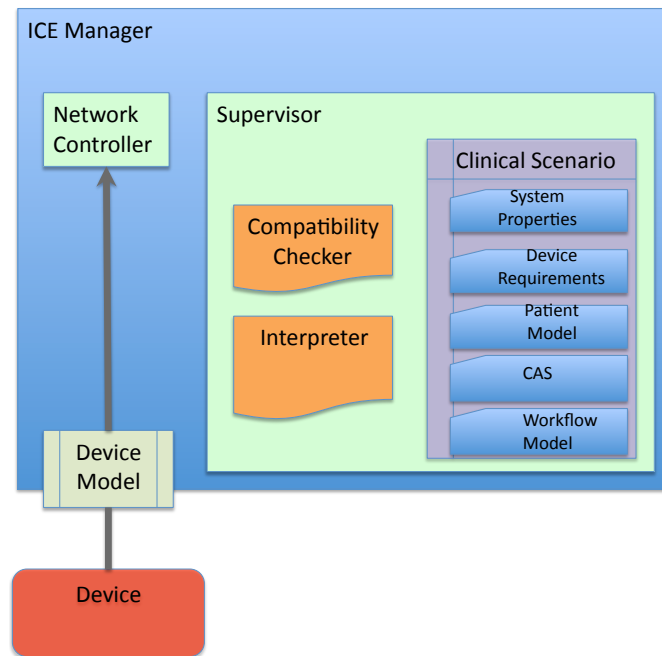 ICE Manager
Network
Controller
Supervisor
Clinical Scenario
System
Properties
Compatibility
Checker
Device
Requirements
Patient
Model
Interpreter
CAS
Workflow
Model
Device
Model
Device